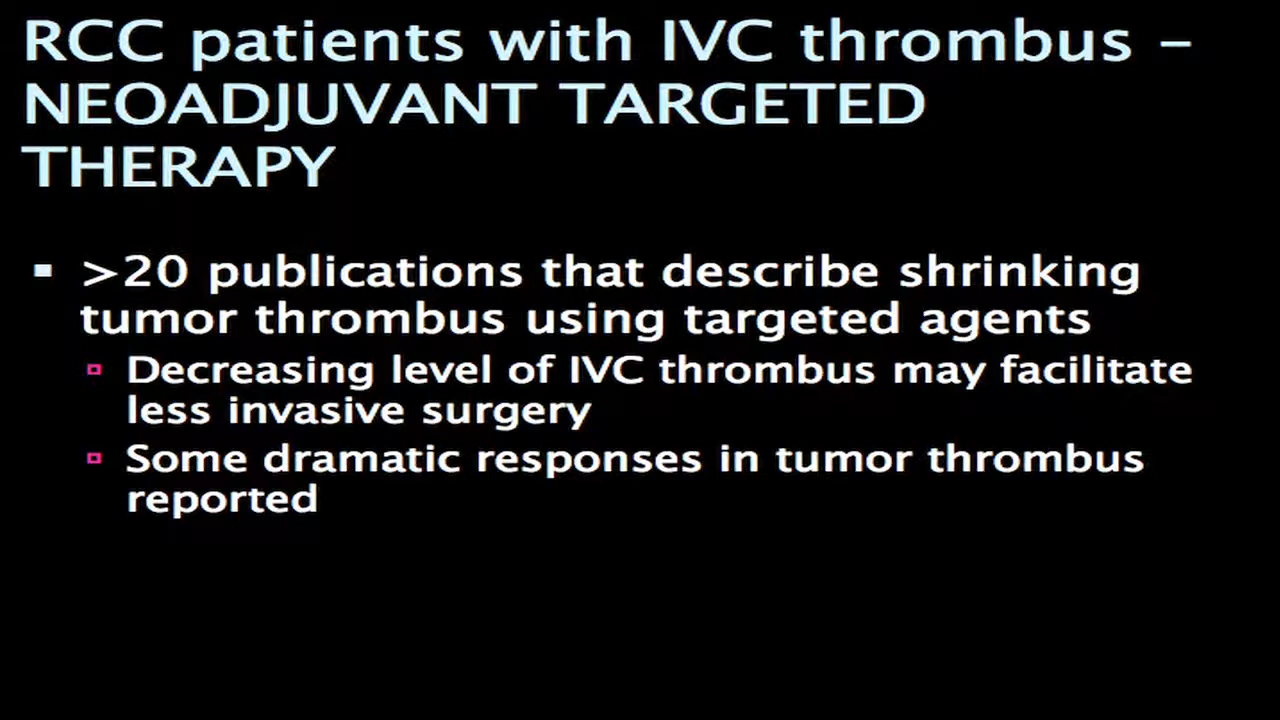 RCC patients with IVC thrombus –
NEOADJUVANT TARGETED
THERAPY
>20 publications that describe shrinking
tumor thrombus using targeted agents
Decreasing level of IVC thrombus may facilitate
less invasive surgery
Some dramatic responses in tumor thrombus
reported